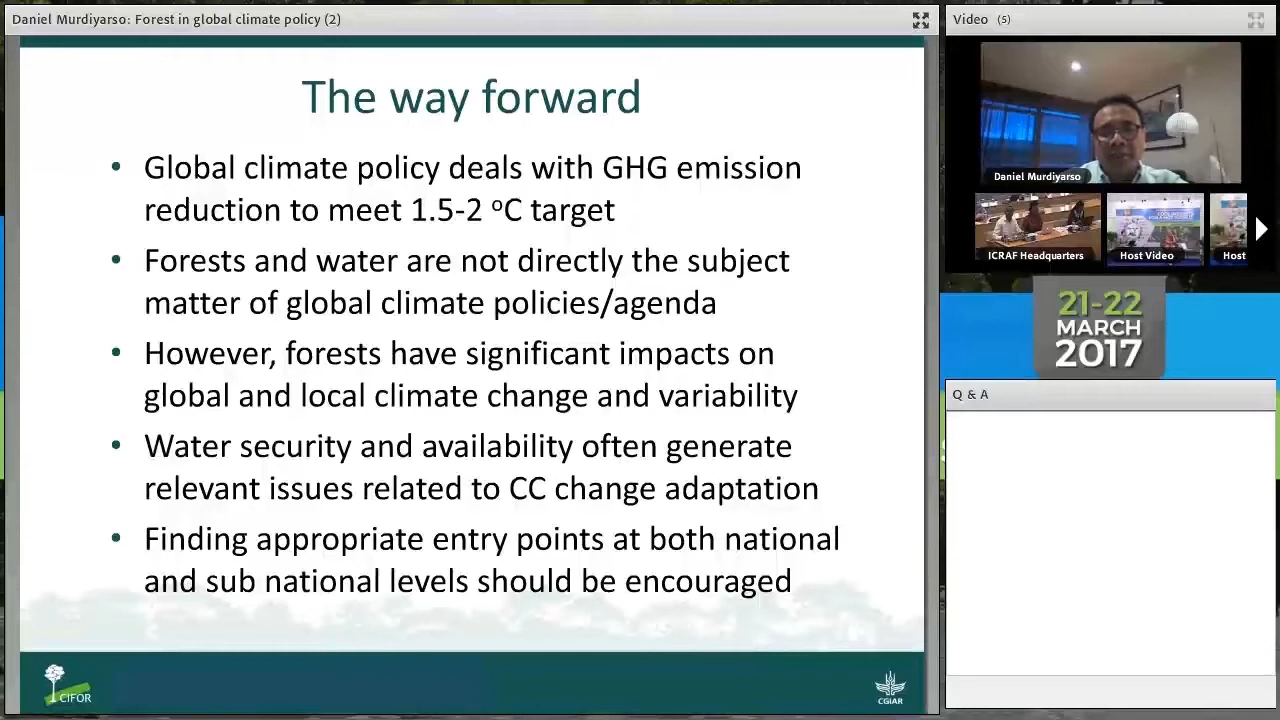 Daniel Murdiyarso: Forest in global climate policy (2)
The way forward
• Global climate policy deals with GHG emission
reduction to meet 1.5-2 °C target
• Forests and water are not directly the subject
matter of global climate policies/agenda
• However, forests have significant impacts on
global and local climate change and variability
• Water security and availability often generate
relevant issues related to CC change adaptation
• Finding appropriate entry points at both national
and sub national levels should be encouraged
CIFOR
CGIAR
Video (5)
Daniel Murdiyarso
ICRAF Headquarters
Host Video
Host
21-22
MARCH
2017
Q & A